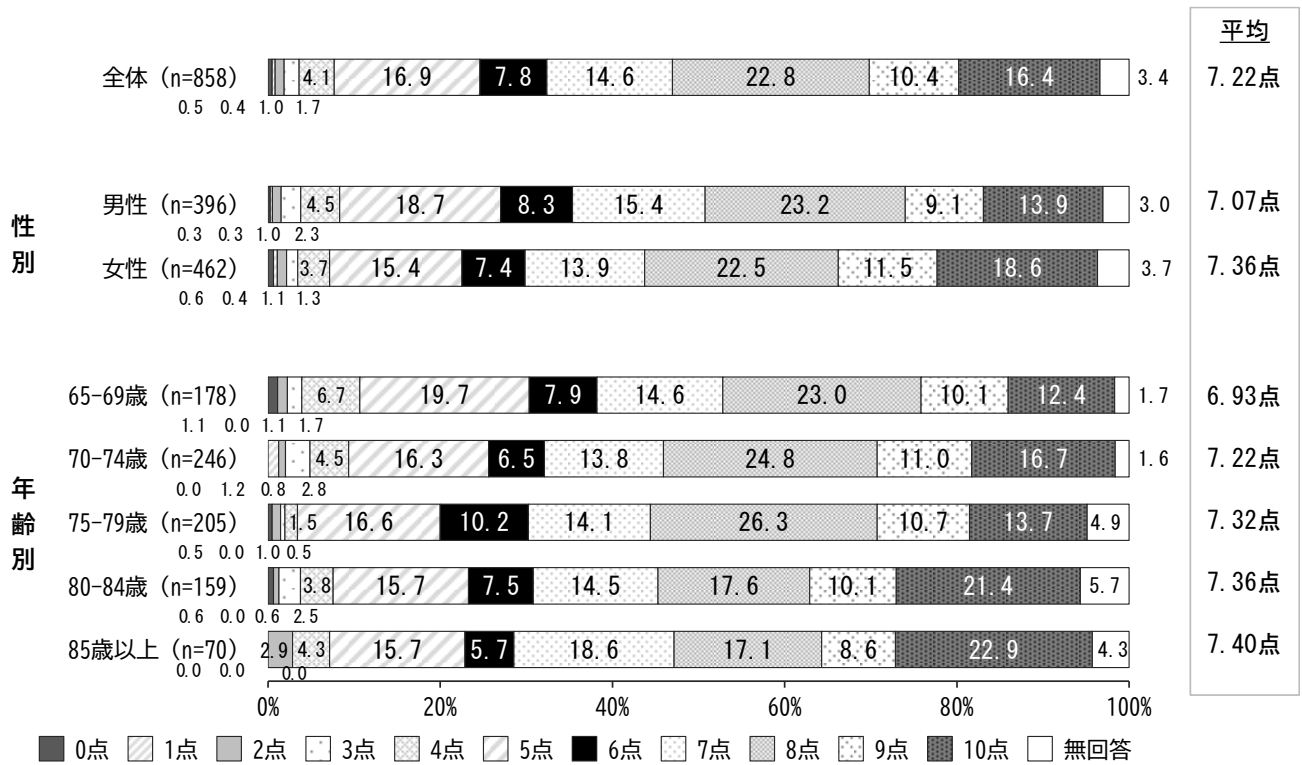 平均
全体（n=858） 4.1 16.9 7.8 14.6 22.8 10.4 16.4 3.4 7.22点
0.5 0.4 1.0 1.7
性別
男性（n=396） 4.5 18.7 8.3 15.4 23.2 9.1 13.9 3.0 7.07点
0.3 0.3 1.0 2.3
女性（n=462） 3.7 15.4 7.4 13.9 22.5 11.5 18.6 3.7 7.36点
0.6 0.4 1.1 1.3
年齢別
65-69歳（n=178） 6.7 19.7 7.9 14.6 23.0 10.1 12.4 1.7 6.93点
1.1 0.0 1.1 1.7
70-74歳（n=246） 4.5 16.3 6.5 13.8 24.8 11.0 16.7 1.6 7.22点
0.0 1.2 0.8 2.8
75-79歳（n=205） 1.5 16.6 10.2 14.1 26.3 10.7 13.7 4.9 7.32点
0.5 0.0 1.0 0.5
80-84歳（n=159） 3.8 15.7 7.5 14.5 17.6 10.1 21.4 5.7 7.36点
0.6 0.0 0.6 2.5
85歳以上（n=70） 2.9 4.3 15.7 5.7 18.6 17.1 8.6 22.9 4.3 7.40点
0.0 0.0 0.0
0% 20% 40% 60% 80% 100%
0点 1点 2点 3点 4点 5点 6点 7点 8点 9点 10点 無回答